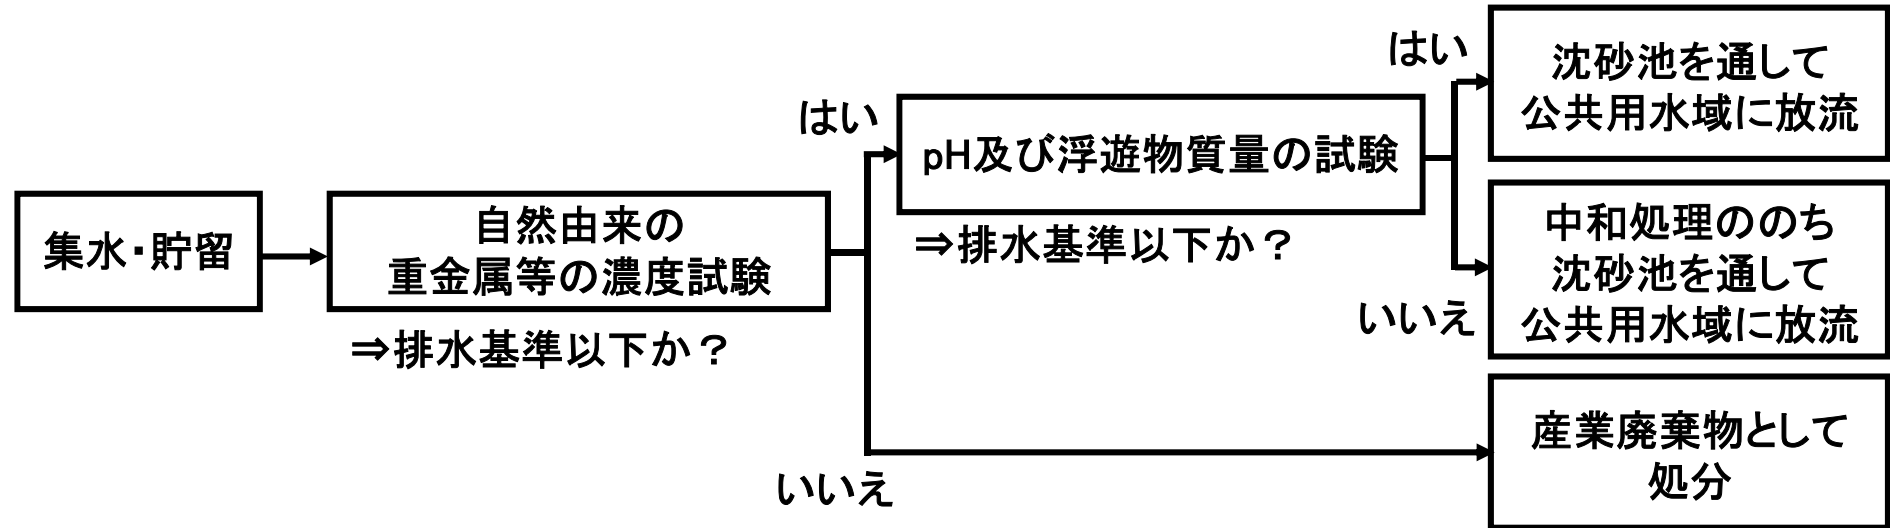 集水・貯留
自然由来の
重金属等の濃度試験
⇒排水基準以下か？
はい
いいえ
pH及び浮遊物質量の試験
⇒排水基準以下か？
はい
いいえ
沈砂池を通して
公共用水域に放流
中和処理ののち
沈砂池を通して
公共用水域に放流
産業廃棄物として
処分